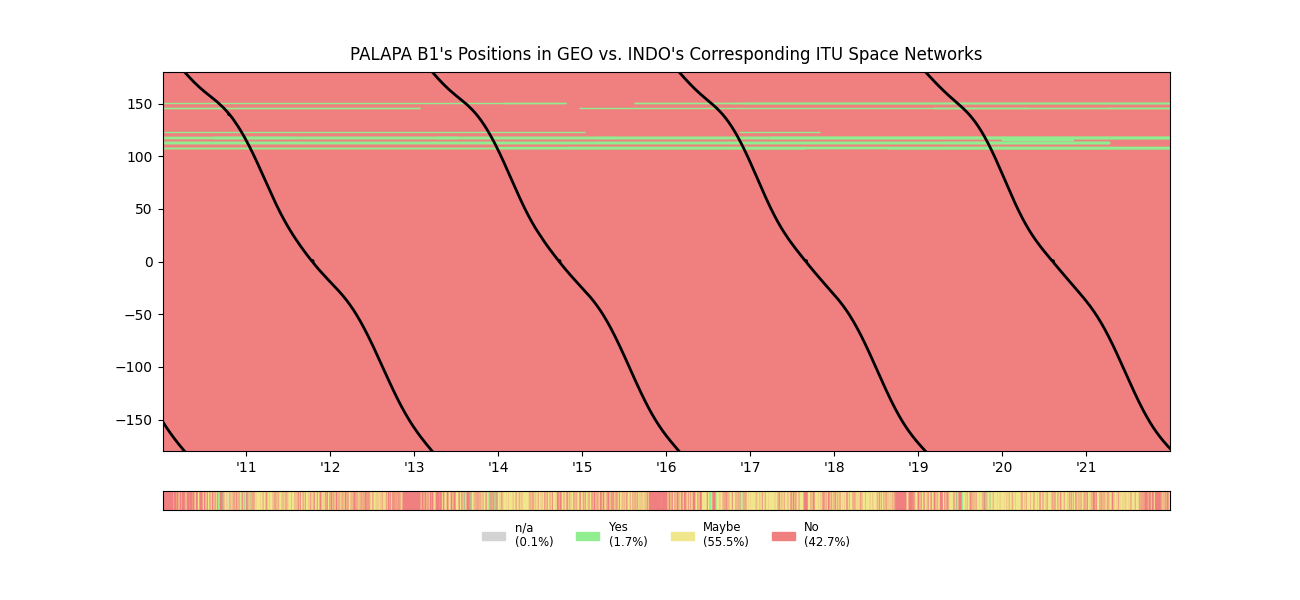 PALAPA B1's Positions in GEO vs. INDO's Corresponding ITU Space Networks
150
100
50
0
−50
−100
−150
'11 '12 '13 '14 '15 '16 '17 '18 '19 '20 '21
n/a Yes Maybe No
(0.1%) (1.7%) (55.5%) (42.7%)